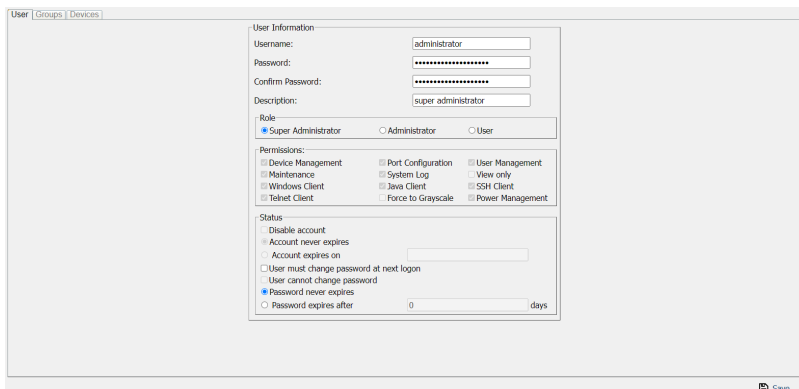 User Groups Devices
User Information
Username: administrator
Password: ••••••••••••••••••••
Confirm Password: ••••••••••••••••••••
Description: super administrator
Role
Super Administrator Administrator User
Permissions:
Device Management Port Configuration User Management
Maintenance System Log View only
Windows Client Java Client SSH Client
Telnet Client Force to Grayscale Power Management
Status
Disable account
Account never expires
Account expires on
User must change password at next logon
User cannot change password
Password never expires
Password expires after 0 days
Save